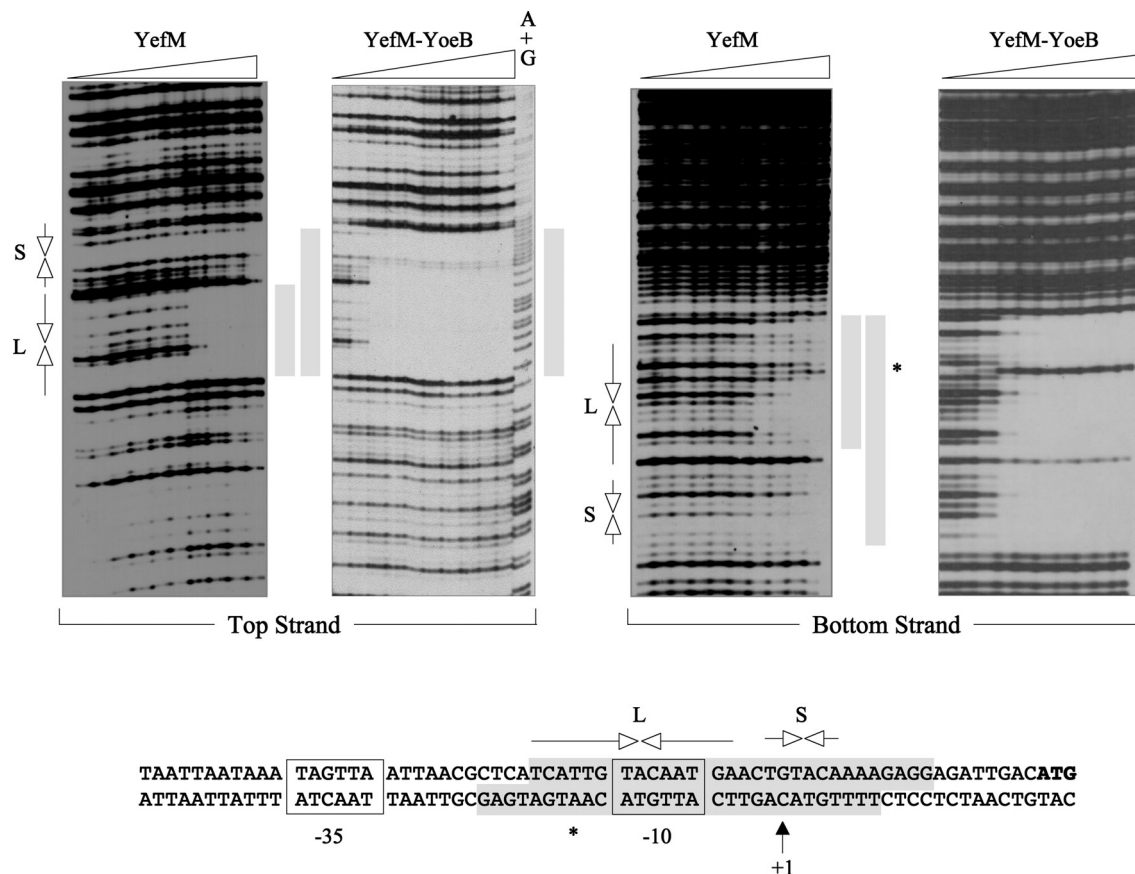 YefM YefM-YoeB A + G YefM YefM-YoeB
S
L
*
L
S
Top Strand Bottom Strand
L S
TAATTAATAAA TAGTTA ATTAACGCTCATCATTG TACAAT GAACTGTACAAAAGAGGAGATTGACATG
ATTAATTATTT ATCAAT TAATTGCGAGTAGTAAC ATGTTA CTTGACATGTTTTCTCCTCTAACTGTAC
-35 * -10
+1